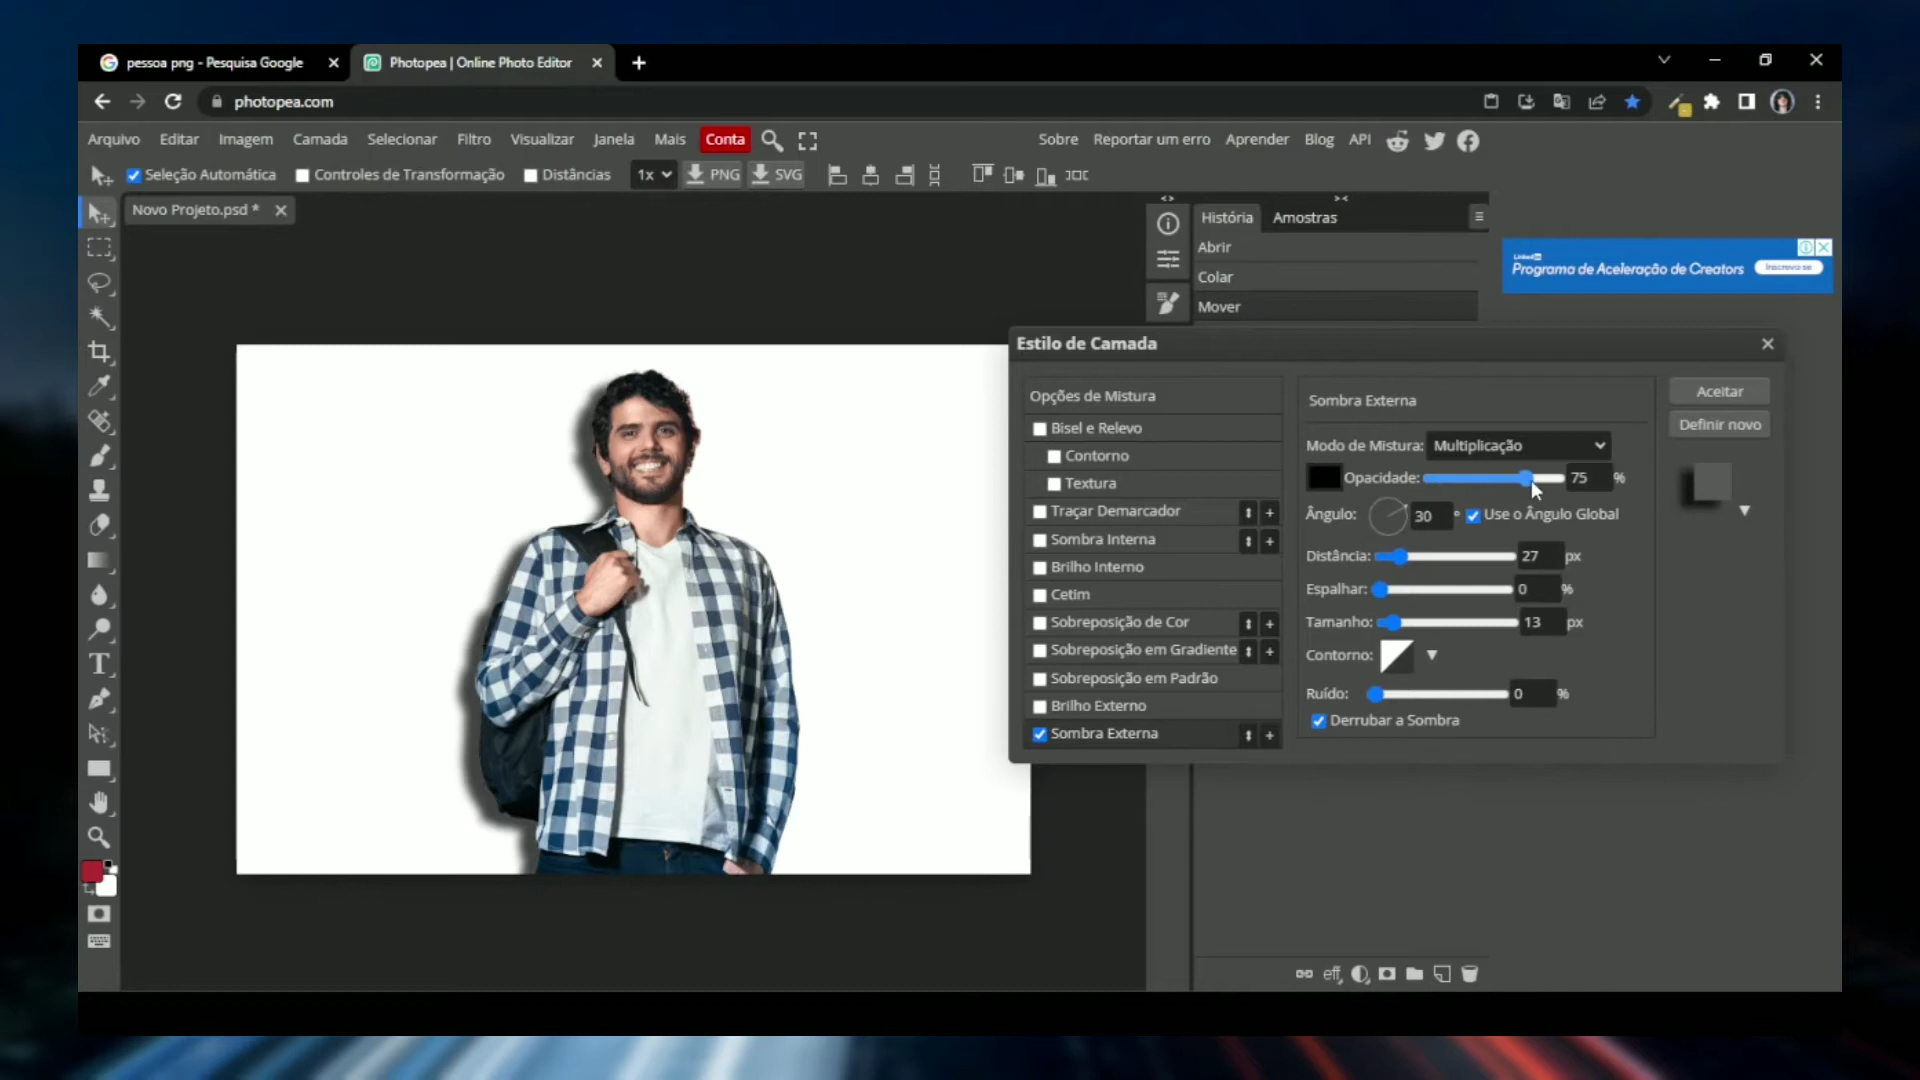 pessoa png - Pesquisa Google
Photopea | Online Photo Editor
photopea.com
Arquivo Editar Imagem Camada Selecionar Filtro Visualizar Janela Mais Conta
Sobre Reportar um erro Aprender Blog API
Seleção Automática Controles de Transformação Distâncias 1x PNG SVG
Novo Projeto.psd *
História Amostras
Abrir
Colar
Mover
LinkedIn
Programa de Aceleração de Creators
Inscreva-se
Estilo de Camada
Opções de Mistura
Bisel e Relevo
Contorno
Textura
Traçar Demarcador
Sombra Interna
Brilho Interno
Cetim
Sobreposição de Cor
Sobreposição em Gradiente
Sobreposição em Padrão
Brilho Externo
Sombra Externa
Sombra Externa
Modo de Mistura: Multiplicação
Opacidade: 75 %
Ângulo: 30 ° Use o Ângulo Global
Distância: 27 px
Espalhar: 0 %
Tamanho: 13 px
Contorno:
Ruído: 0 %
Derrubar a Sombra
Aceitar
Definir novo
eff